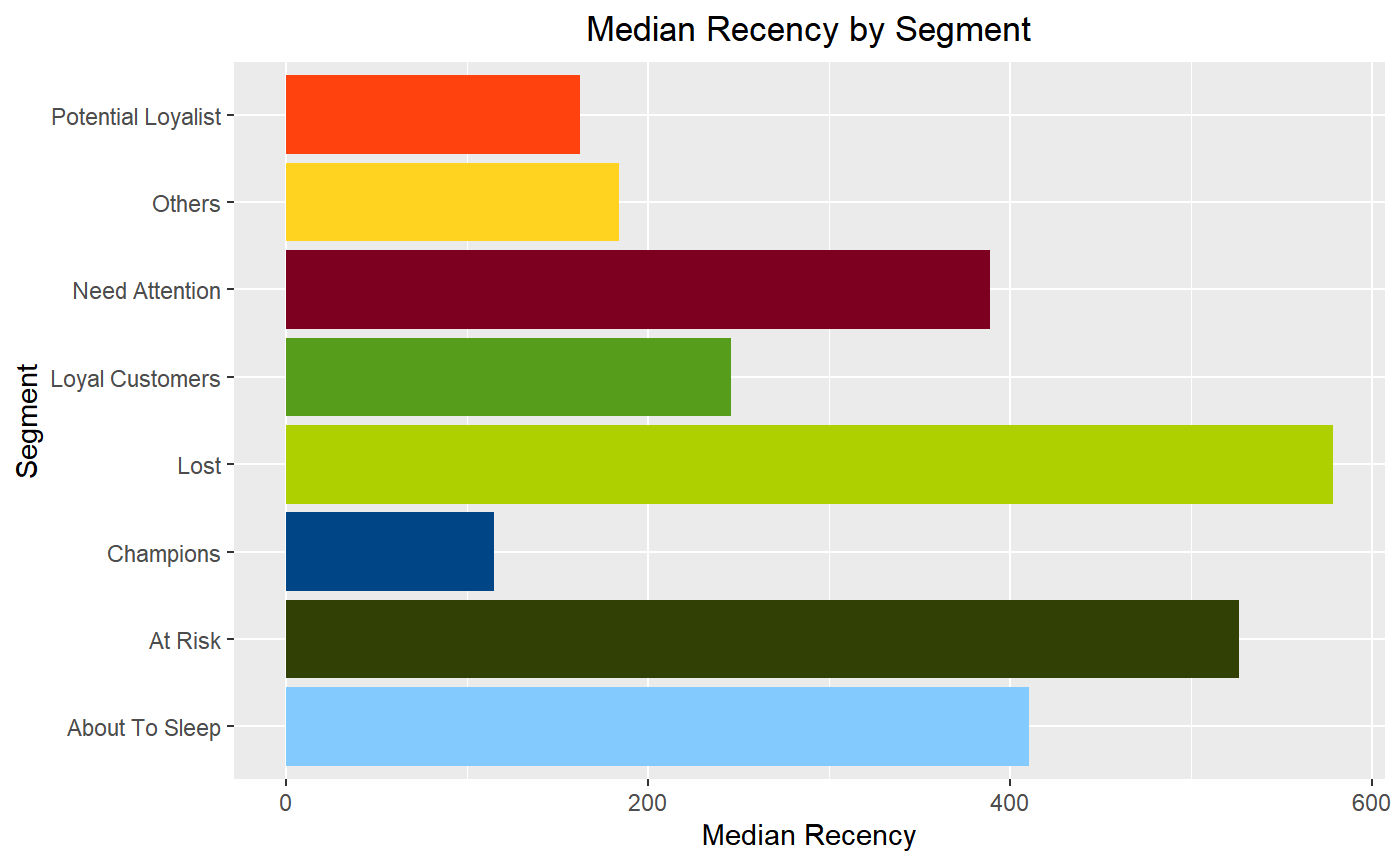 Median Recency by Segment
Potential Loyalist
Others
Need Attention
Loyal Customers
Lost
Champions
At Risk
About To Sleep
Segment
0 200 400 600
Median Recency